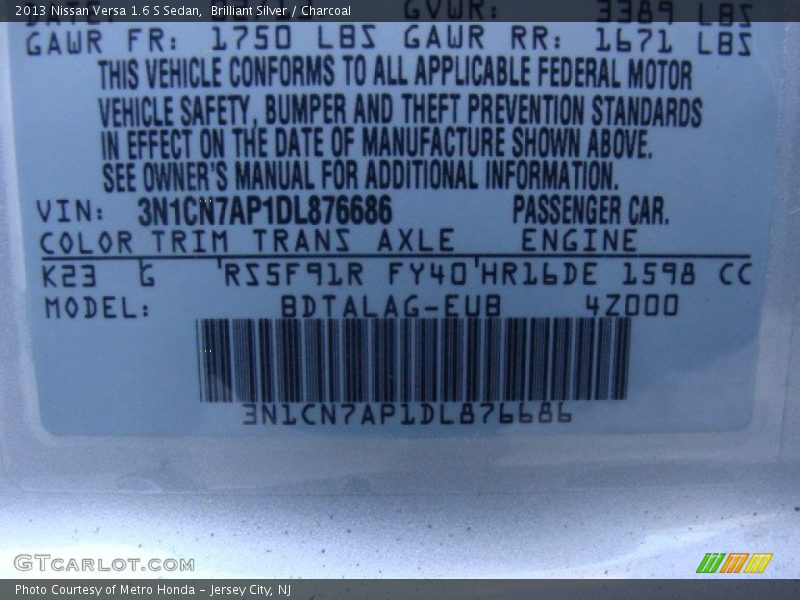 2013 Nissan Versa 1.6 S Sedan, Brilliant Silver / Charcoal
GVWR: 3389 LBS
GAWR FR: 1750 LBS GAWR RR: 1671 LBS
THIS VEHICLE CONFORMS TO ALL APPLICABLE FEDERAL MOTOR
VEHICLE SAFETY, BUMPER AND THEFT PREVENTION STANDARDS
IN EFFECT ON THE DATE OF MANUFACTURE SHOWN ABOVE.
SEE OWNER'S MANUAL FOR ADDITIONAL INFORMATION.
VIN: 3N1CN7AP1DL876686 PASSENGER CAR.
COLOR TRIM TRANS AXLE ENGINE
K23 G RS5F91R FY40 HR16DE 1598 CC
MODEL: BDTALAG-EUB 4Z000
3N1CN7AP1DL876686
GTCARLOT.COM
Photo Courtesy of Metro Honda – Jersey City, NJ